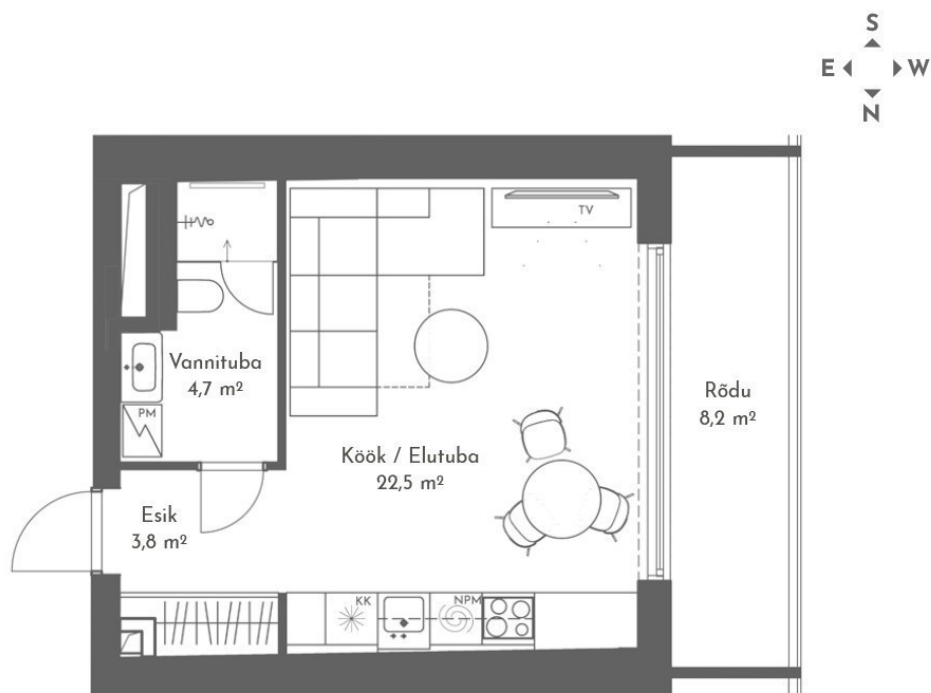 S
E W
N
TV
Vannituba
4,7 m²
PM
Rõdu
8,2 m²
Köök / Elutuba
22,5 m²
Esik
3,8 m²
KK
NPM